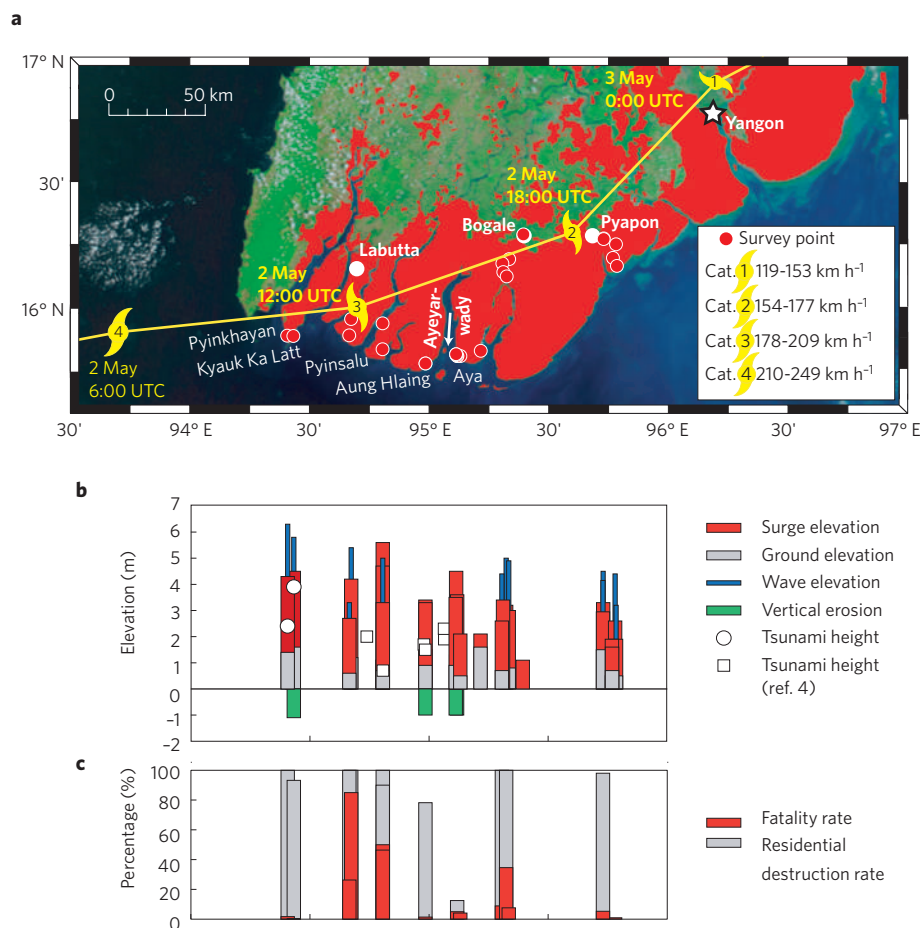 a
17° N
30'
16° N
0 50 km
3 May
0:00 UTC
1
Yangon
2 May
18:00 UTC
2
Bogale
Pyapon
Labutta
2 May
12:00 UTC
3
4
2 May
6:00 UTC
Pyinkhayan
Kyauk Ka Latt
Pyinsalu
Aung Hlaing
Ayeyar-
wady
Aya
Survey point
Cat. 1 119-153 km h⁻¹
Cat. 2 154-177 km h⁻¹
Cat. 3 178-209 km h⁻¹
Cat. 4 210-249 km h⁻¹
30' 94° E 30' 95° E 30' 96° E 30' 97° E
b
Elevation (m)
7
6
5
4
3
2
1
0
−1
−2
Surge elevation
Ground elevation
Wave elevation
Vertical erosion
Tsunami height
Tsunami height
(ref. 4)
c
Percentage (%)
100
80
60
40
20
0
Fatality rate
Residential
destruction rate